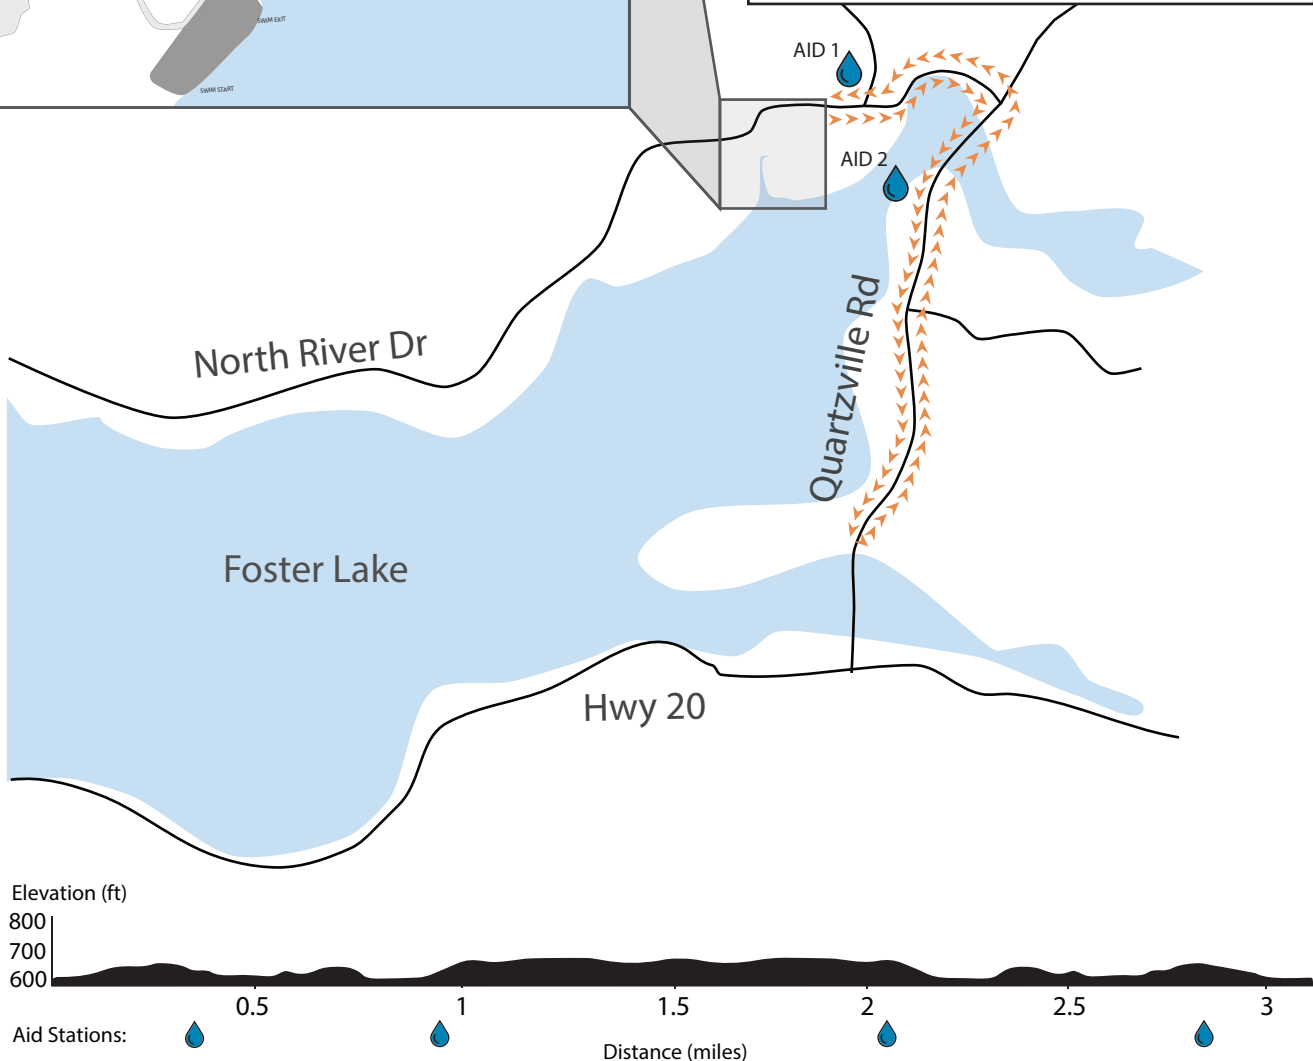 SWIM EXIT
SWIM START
AID 1
AID 2
North River Dr
Quartzville Rd
Foster Lake
Hwy 20
Elevation (ft)
800
700
600
0.5 1 1.5 2 2.5 3
Aid Stations:
Distance (miles)